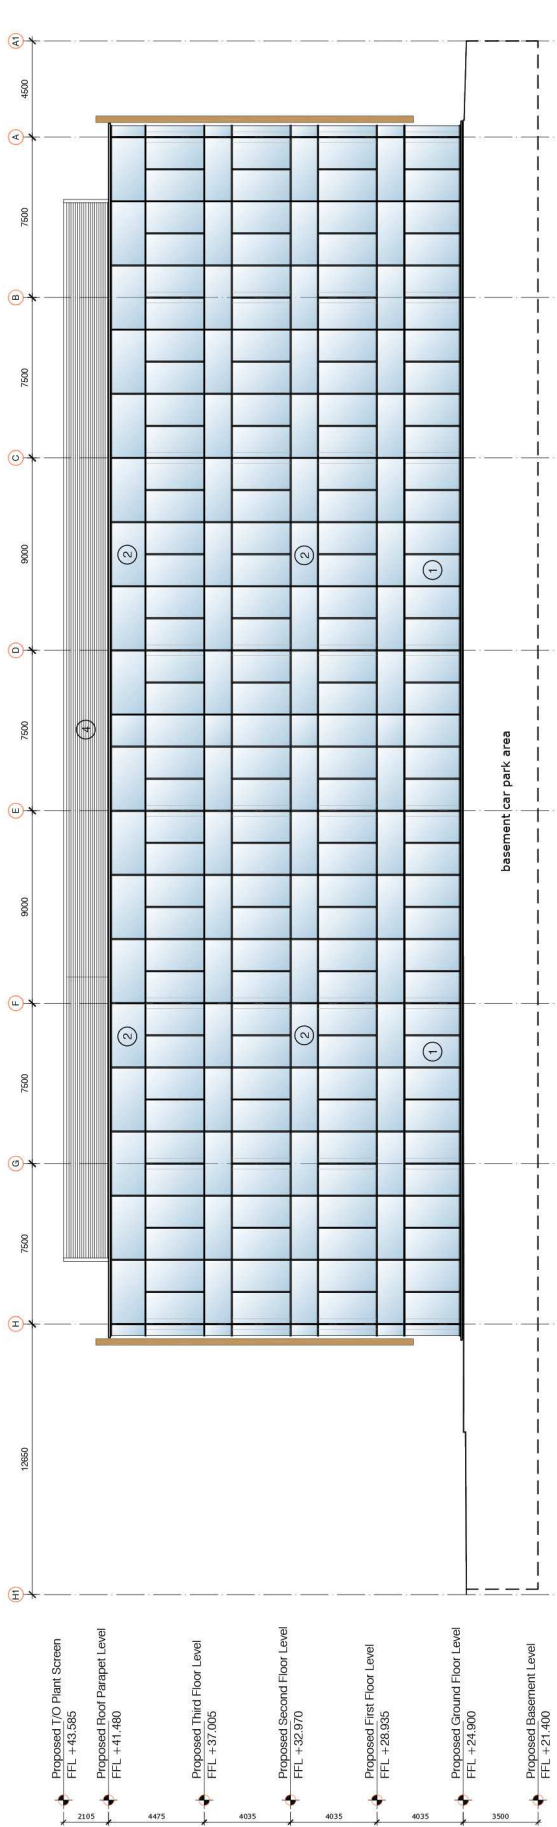 H1
H
G
F
E
D
C
B
A
A1
12650
7500
7500
9000
7500
9000
7500
7500
4500
4
2
2
2
2
1
1
basement car park area
Proposed T/O Plant Screen
FFL +43.585
Proposed Roof Parapet Level
FFL +41.480
Proposed Third Floor Level
FFL +37.005
Proposed Second Floor Level
FFL +32.970
Proposed First Floor Level
FFL +28.935
Proposed Ground Floor Level
FFL +24.900
Proposed Basement Level
FFL +21.400
2105
4475
4035
4035
4035
3500